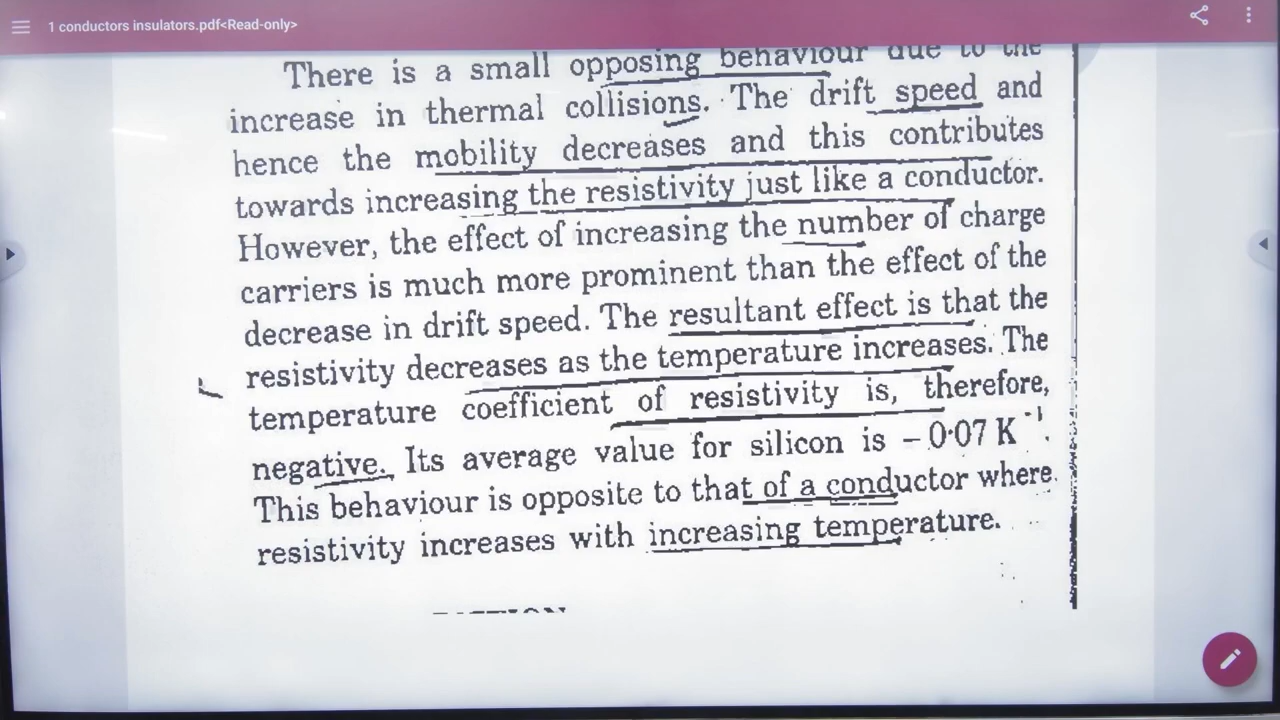 1 conductors insulators.pdf<Read-only>
There is a small opposing behaviour due to the
increase in thermal collisions. The drift speed and
hence the mobility decreases and this contributes
towards increasing the resistivity just like a conductor.
However, the effect of increasing the number of charge
carriers is much more prominent than the effect of the
decrease in drift speed. The resultant effect is that the
resistivity decreases as the temperature increases. The
temperature coefficient of resistivity is, therefore,
negative. Its average value for silicon is – 0·07 K⁻¹.
This behaviour is opposite to that of a conductor where
resistivity increases with increasing temperature.